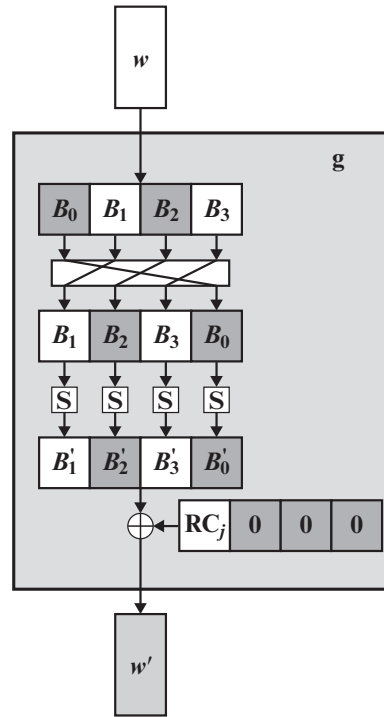 w
g
B₀ B₁ B₂ B₃
B₁ B₂ B₃ B₀
S S S S
B'₁ B'₂ B'₃ B'₀
RCⱼ 0 0 0
w'